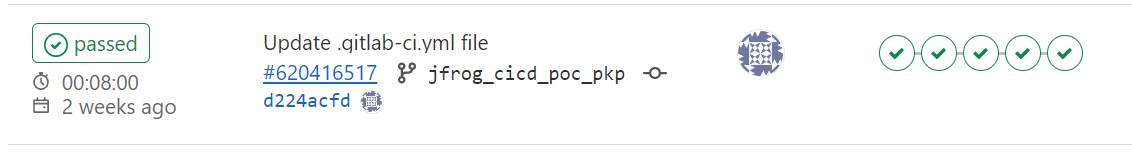 passed
00:08:00
2 weeks ago
Update .gitlab-ci.yml file
#620416517 jfrog_cicd_poc_pkp
d224acfd